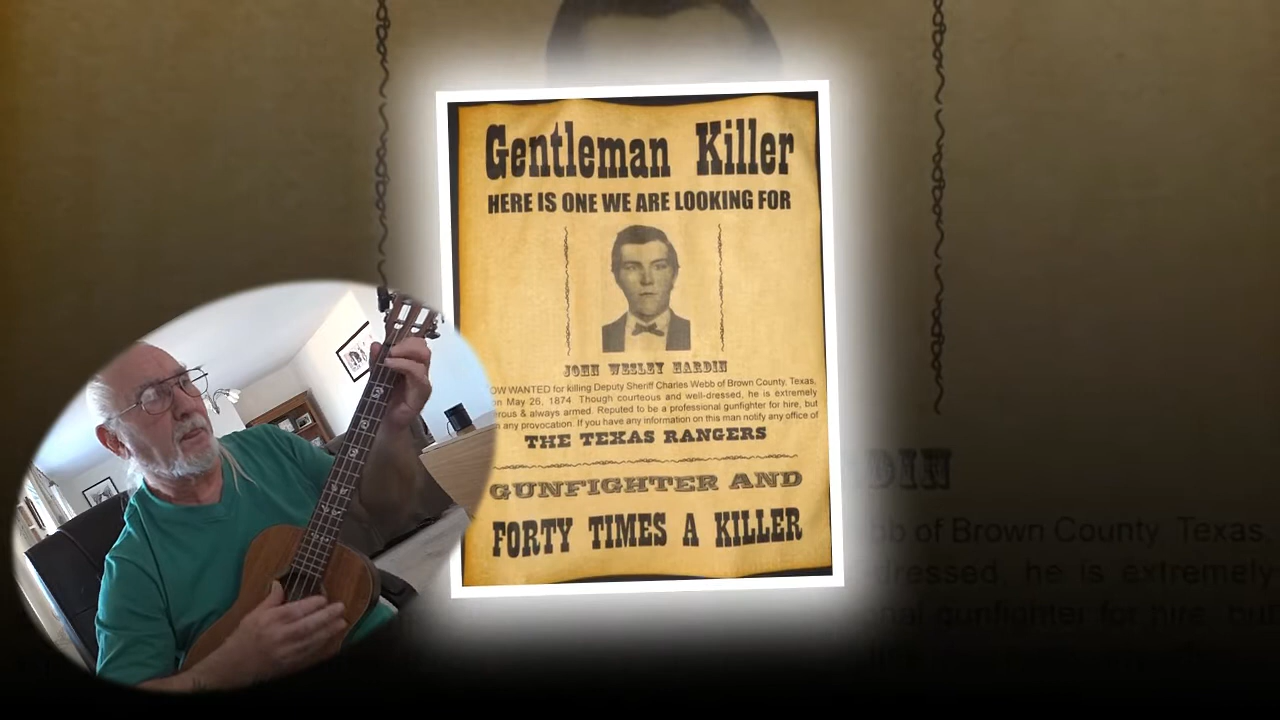 Gentleman Killer
HERE IS ONE WE ARE LOOKING FOR
JOHN WESLEY HARDIN
OW WANTED for killing Deputy Sheriff Charles Webb of Brown County, Texas,
on May 26, 1874 Though courteous and well-dressed, he is extremely
erous & always armed. Reputed to be a professional gunfighter for hire, but
any provocation. If you have any information on this man notify any office of
THE TEXAS RANGERS
GUNFIGHTER AND
FORTY TIMES A KILLER
DIN
bb of Brown County Texas,
dressed, he is extremely
nal gunfighter for hire, but